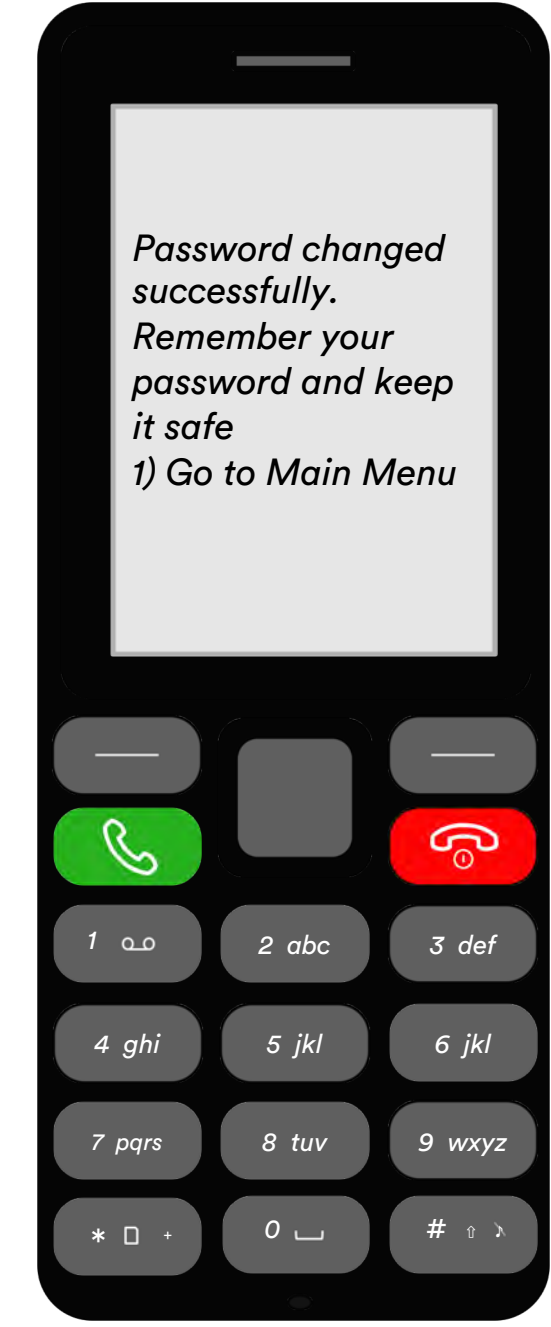 Password changed
successfully.
Remember your
password and keep
it safe
1) Go to Main Menu
1
2 abc
3 def
4 ghi
5 jkl
6 jkl
7 pqrs
8 tuv
9 wxyz
* +
0
#